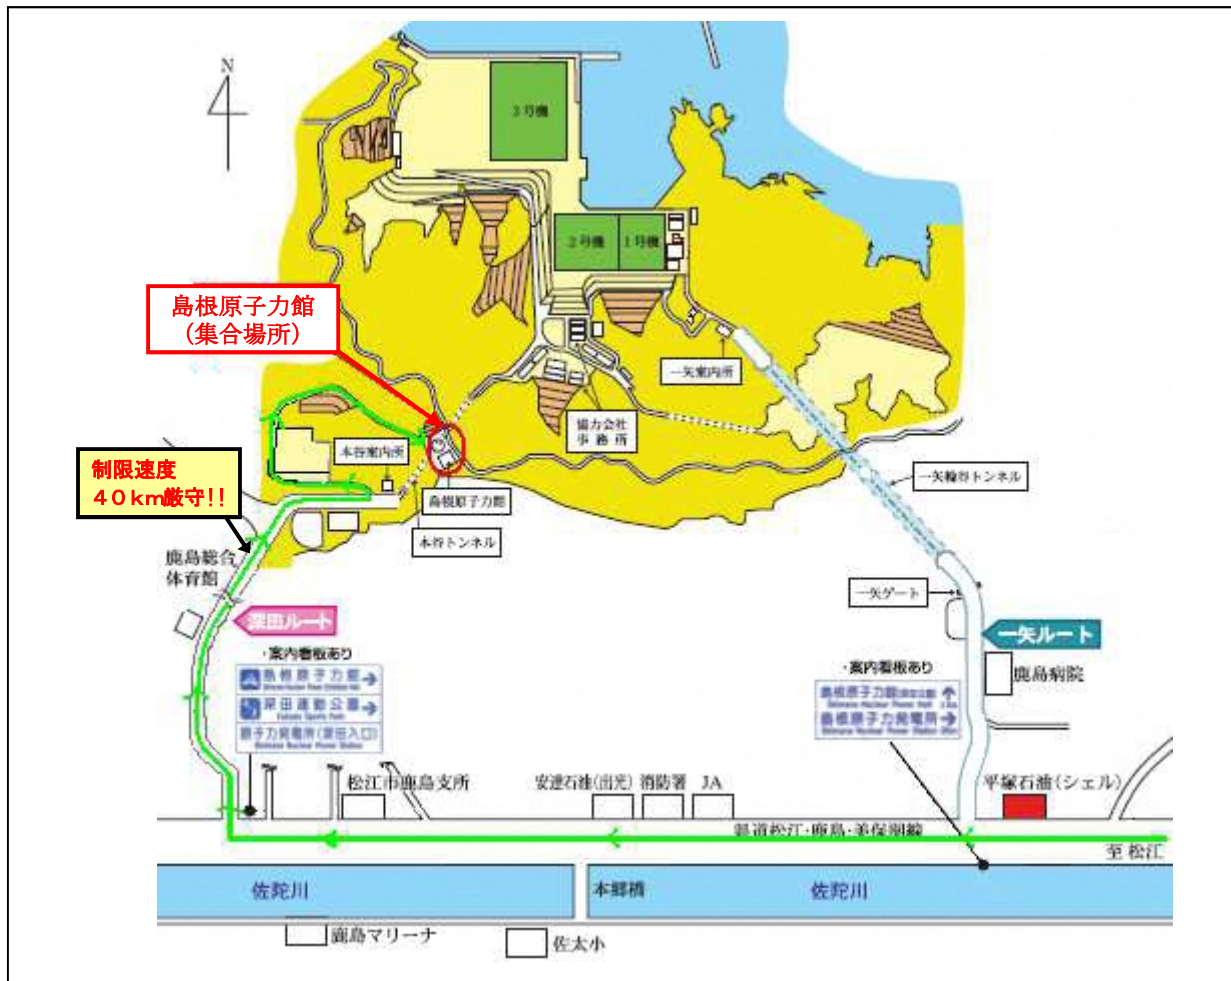 N
3号機
2号機
1号機
島根原子力館
(集合場所)
一矢案内所
協力会社
事務所
本谷案内所
制限速度
40km厳守!!
島根原子力館
一矢輪谷トンネル
本谷トンネル
鹿島総合
体育館
一矢ゲート
深田ルート
一矢ルート
・案内看板あり
島根原子力館→
深田運動公園→
原子力発電所(深田入口)
Shimane Nuclear Power Station
・案内看板あり
島根原子力館
島根原子力発電所→
鹿島病院
松江市鹿島支所
安達石油(出光)
消防署
JA
平塚石油(シェル)
県道松江・鹿島・美保関線
至 松江
佐陀川
本郷橋
佐陀川
鹿島マリーナ
佐太小